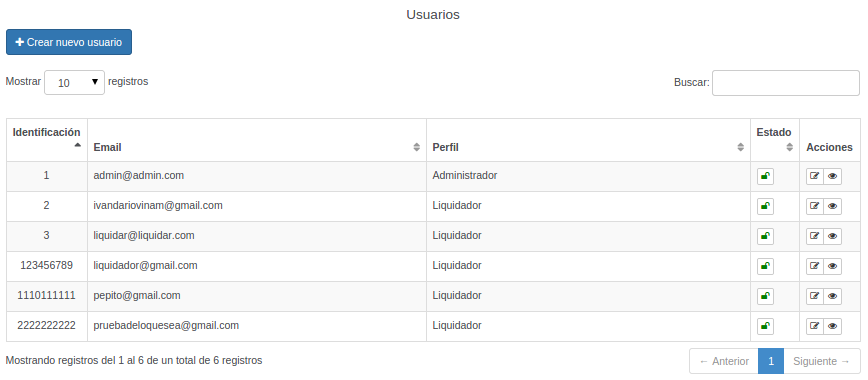 Usuarios
Crear nuevo usuario
Mostrar 10 registros Buscar:
Identificación Email Perfil Estado Acciones
1 admin@admin.com Administrador
2 ivandariovinam@gmail.com Liquidador
3 liquidar@liquidar.com Liquidador
123456789 liquidador@gmail.com Liquidador
1110111111 pepito@gmail.com Liquidador
2222222222 pruebadeloquesea@gmail.com Liquidador
Mostrando registros del 1 al 6 de un total de 6 registros ← Anterior 1 Siguiente →